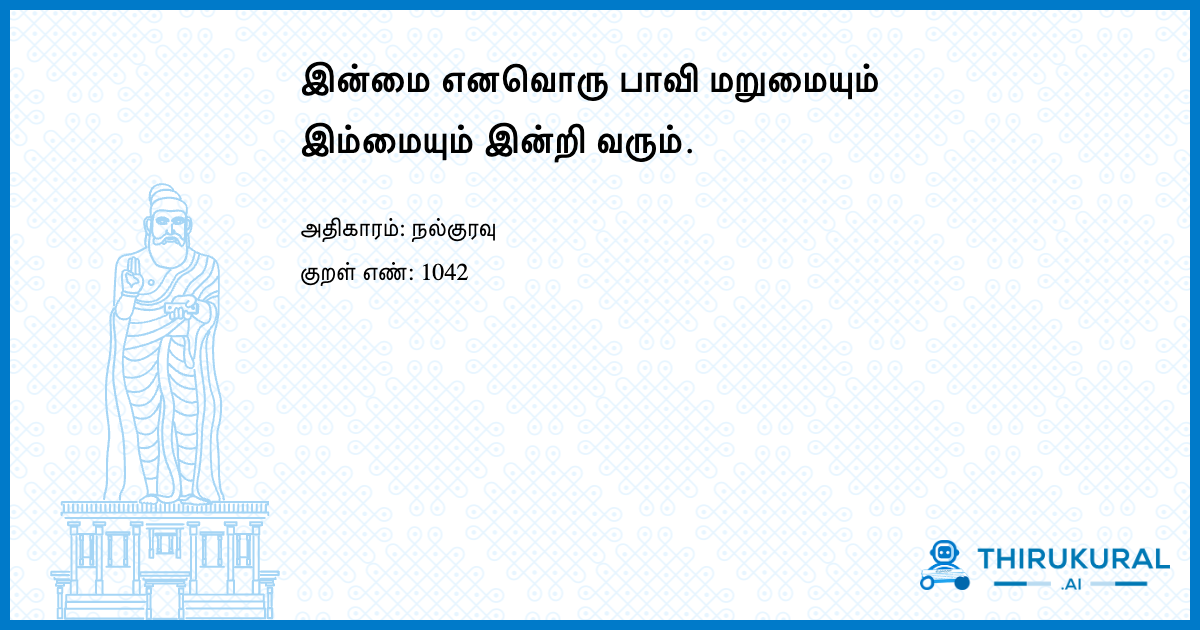 இன்மை எனவொரு பாவி மறுமையும்
இம்மையும் இன்றி வரும்.
அதிகாரம்: நல்குரவு
குறள் எண்: 1042
THIRUKURAL
.AI